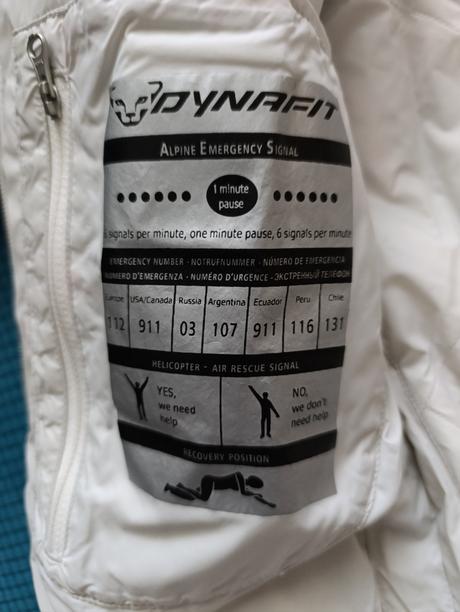 DYNAFIT
ALPINE EMERGENCY SIGNAL
1 minute
pause
signals per minute, one minute pause, 6 signals per minute
EMERGENCY NUMBER - NOTRUFNUMMER - NÚMERO DE EMERGENCIA
NUMERO D'EMERGENZA - NUMÉRO D'URGENCE - ЭКСТРЕННЫЙ ТЕЛЕФОН
Europe USA/Canada Russia Argentina Ecuador Peru Chile
112 911 03 107 911 116 131
HELICOPTER - AIR RESCUE SIGNAL
YES,
we need
help
NO,
we don't
need help
RECOVERY POSITION